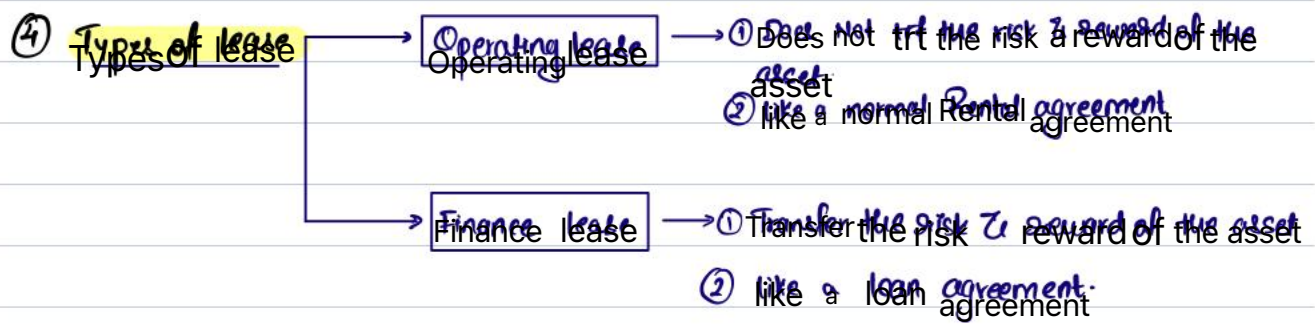 ④ Types of lease
Operating lease
① Does not trf the risk & reward of the
asset.
② like a normal Rental agreement
Finance lease
① Transfer the risk & reward of the asset
② like a loan agreement.